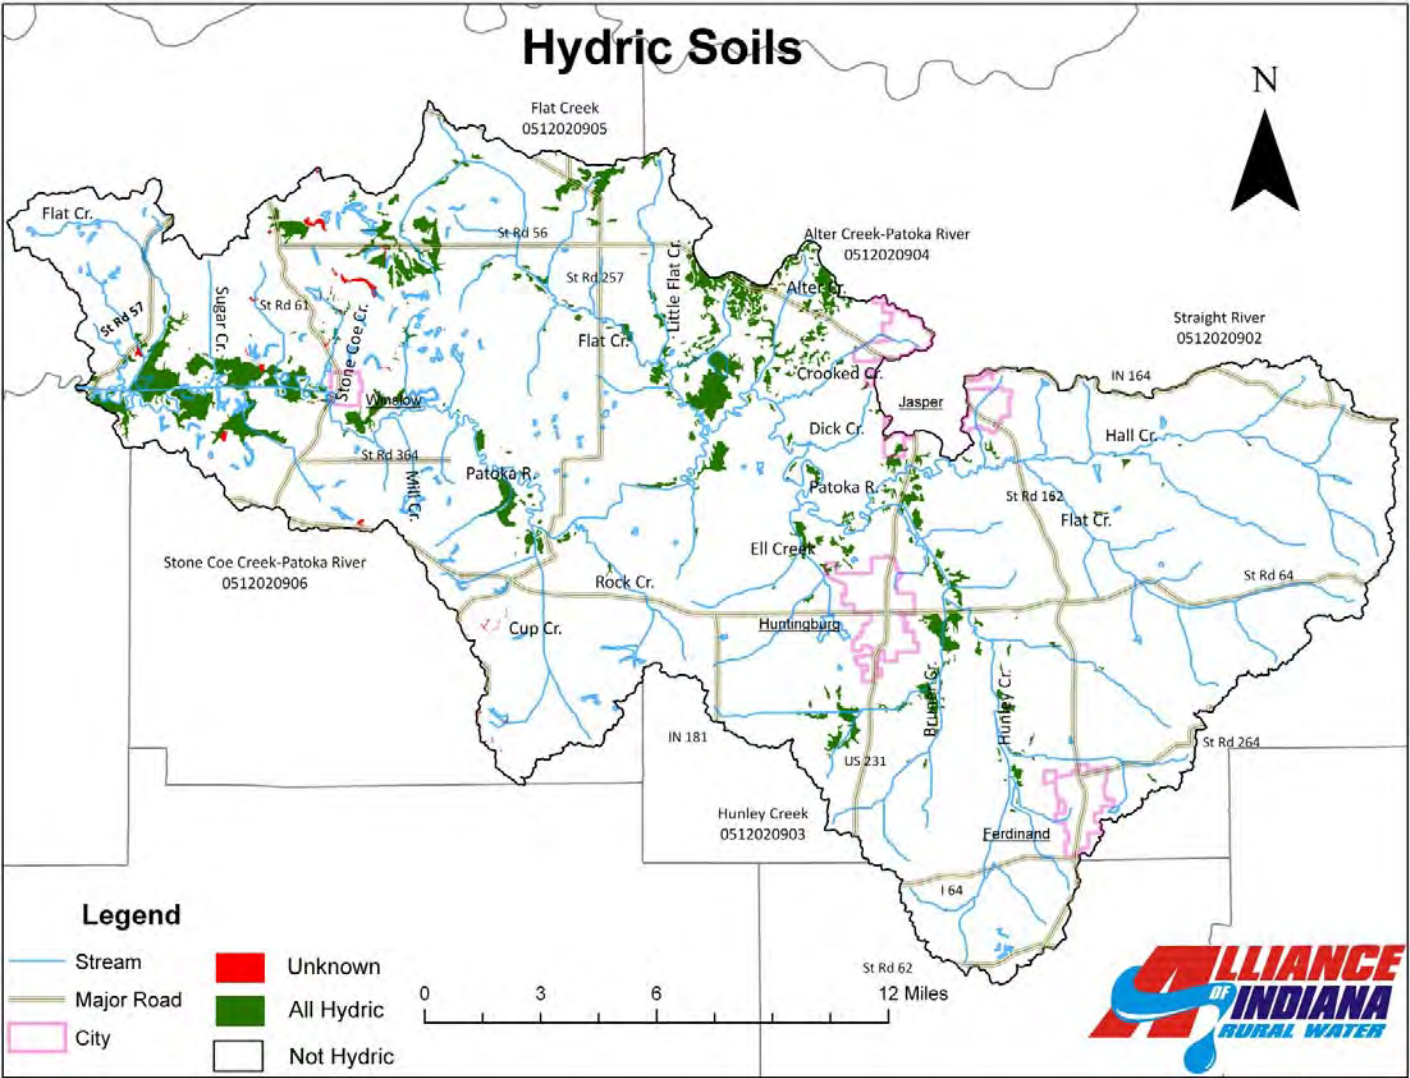 Hydric Soils
N
Flat Creek
0512020905
Alter Creek-Patoka River
0512020904
Straight River
0512020902
Flat Cr.
St Rd 56
Little Flat Cr.
St Rd 257
Alter Cr.
St Rd 57
Sugar Cr.
St Rd 61
Stone Coe Cr.
Flat Cr.
Crooked Cr.
IN 164
Winslow
Jasper
Dick Cr.
Hall Cr.
St Rd 364
Mill Cr.
Patoka R.
Patoka R.
St Rd 162
Flat Cr.
Stone Coe Creek-Patoka River
0512020906
Ell Creek
Rock Cr.
St Rd 64
Cup Cr.
Huntingburg
Bruner Cr.
Hunley Cr.
IN 181
St Rd 264
US 231
Hunley Creek
0512020903
Ferdinand
I 64
St Rd 62
Legend
Stream
Major Road
City
Unknown
All Hydric
Not Hydric
0 3 6 12 Miles
ALLIANCE
OF INDIANA
RURAL WATER